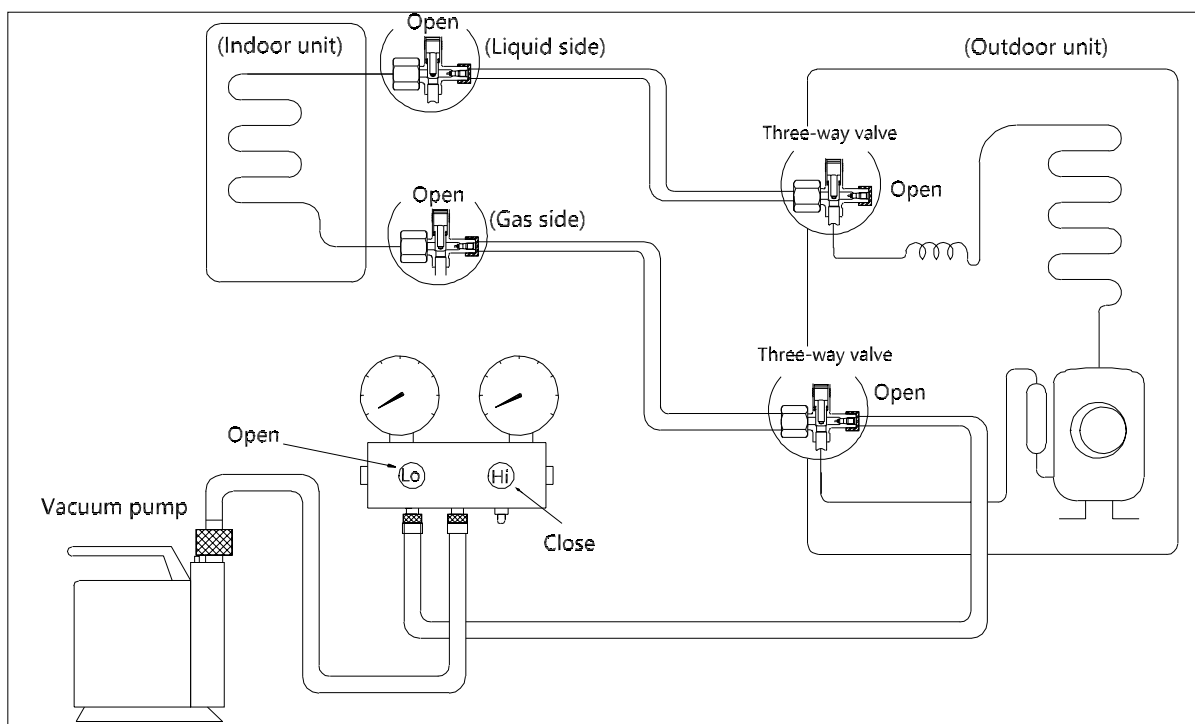 Open
(Indoor unit)
(Liquid side)
(Outdoor unit)
Three-way valve
Open
Open
(Gas side)
Three-way valve
Open
Open
Lo
Hi
Vacuum pump
Close